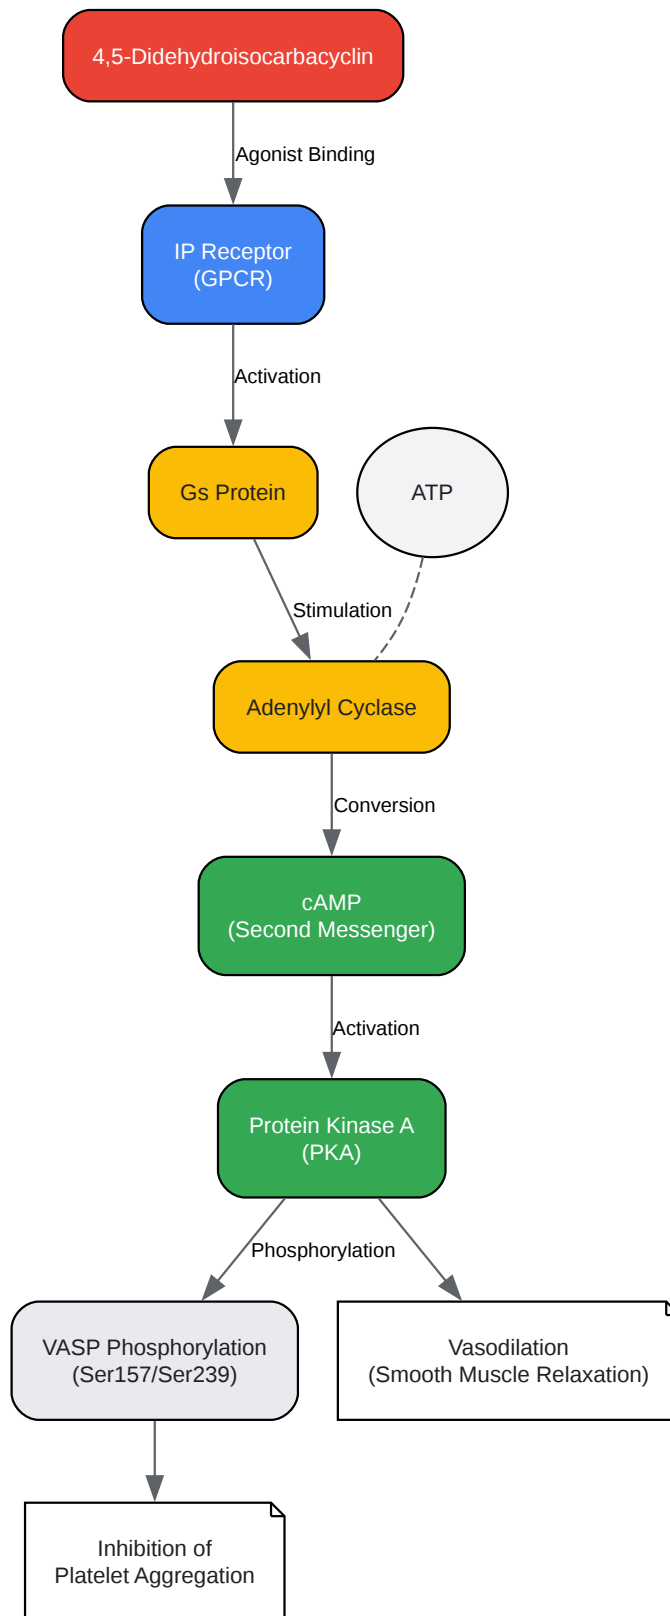 4,5-Didehydroisocarbacyclin
Agonist Binding
IP Receptor
(GPCR)
Activation
Gs Protein
ATP
Stimulation
Adenylyl Cyclase
Conversion
cAMP
(Second Messenger)
Activation
Protein Kinase A
(PKA)
Phosphorylation
VASP Phosphorylation
(Ser157/Ser239)
Vasodilation
(Smooth Muscle Relaxation)
Inhibition of
Platelet Aggregation